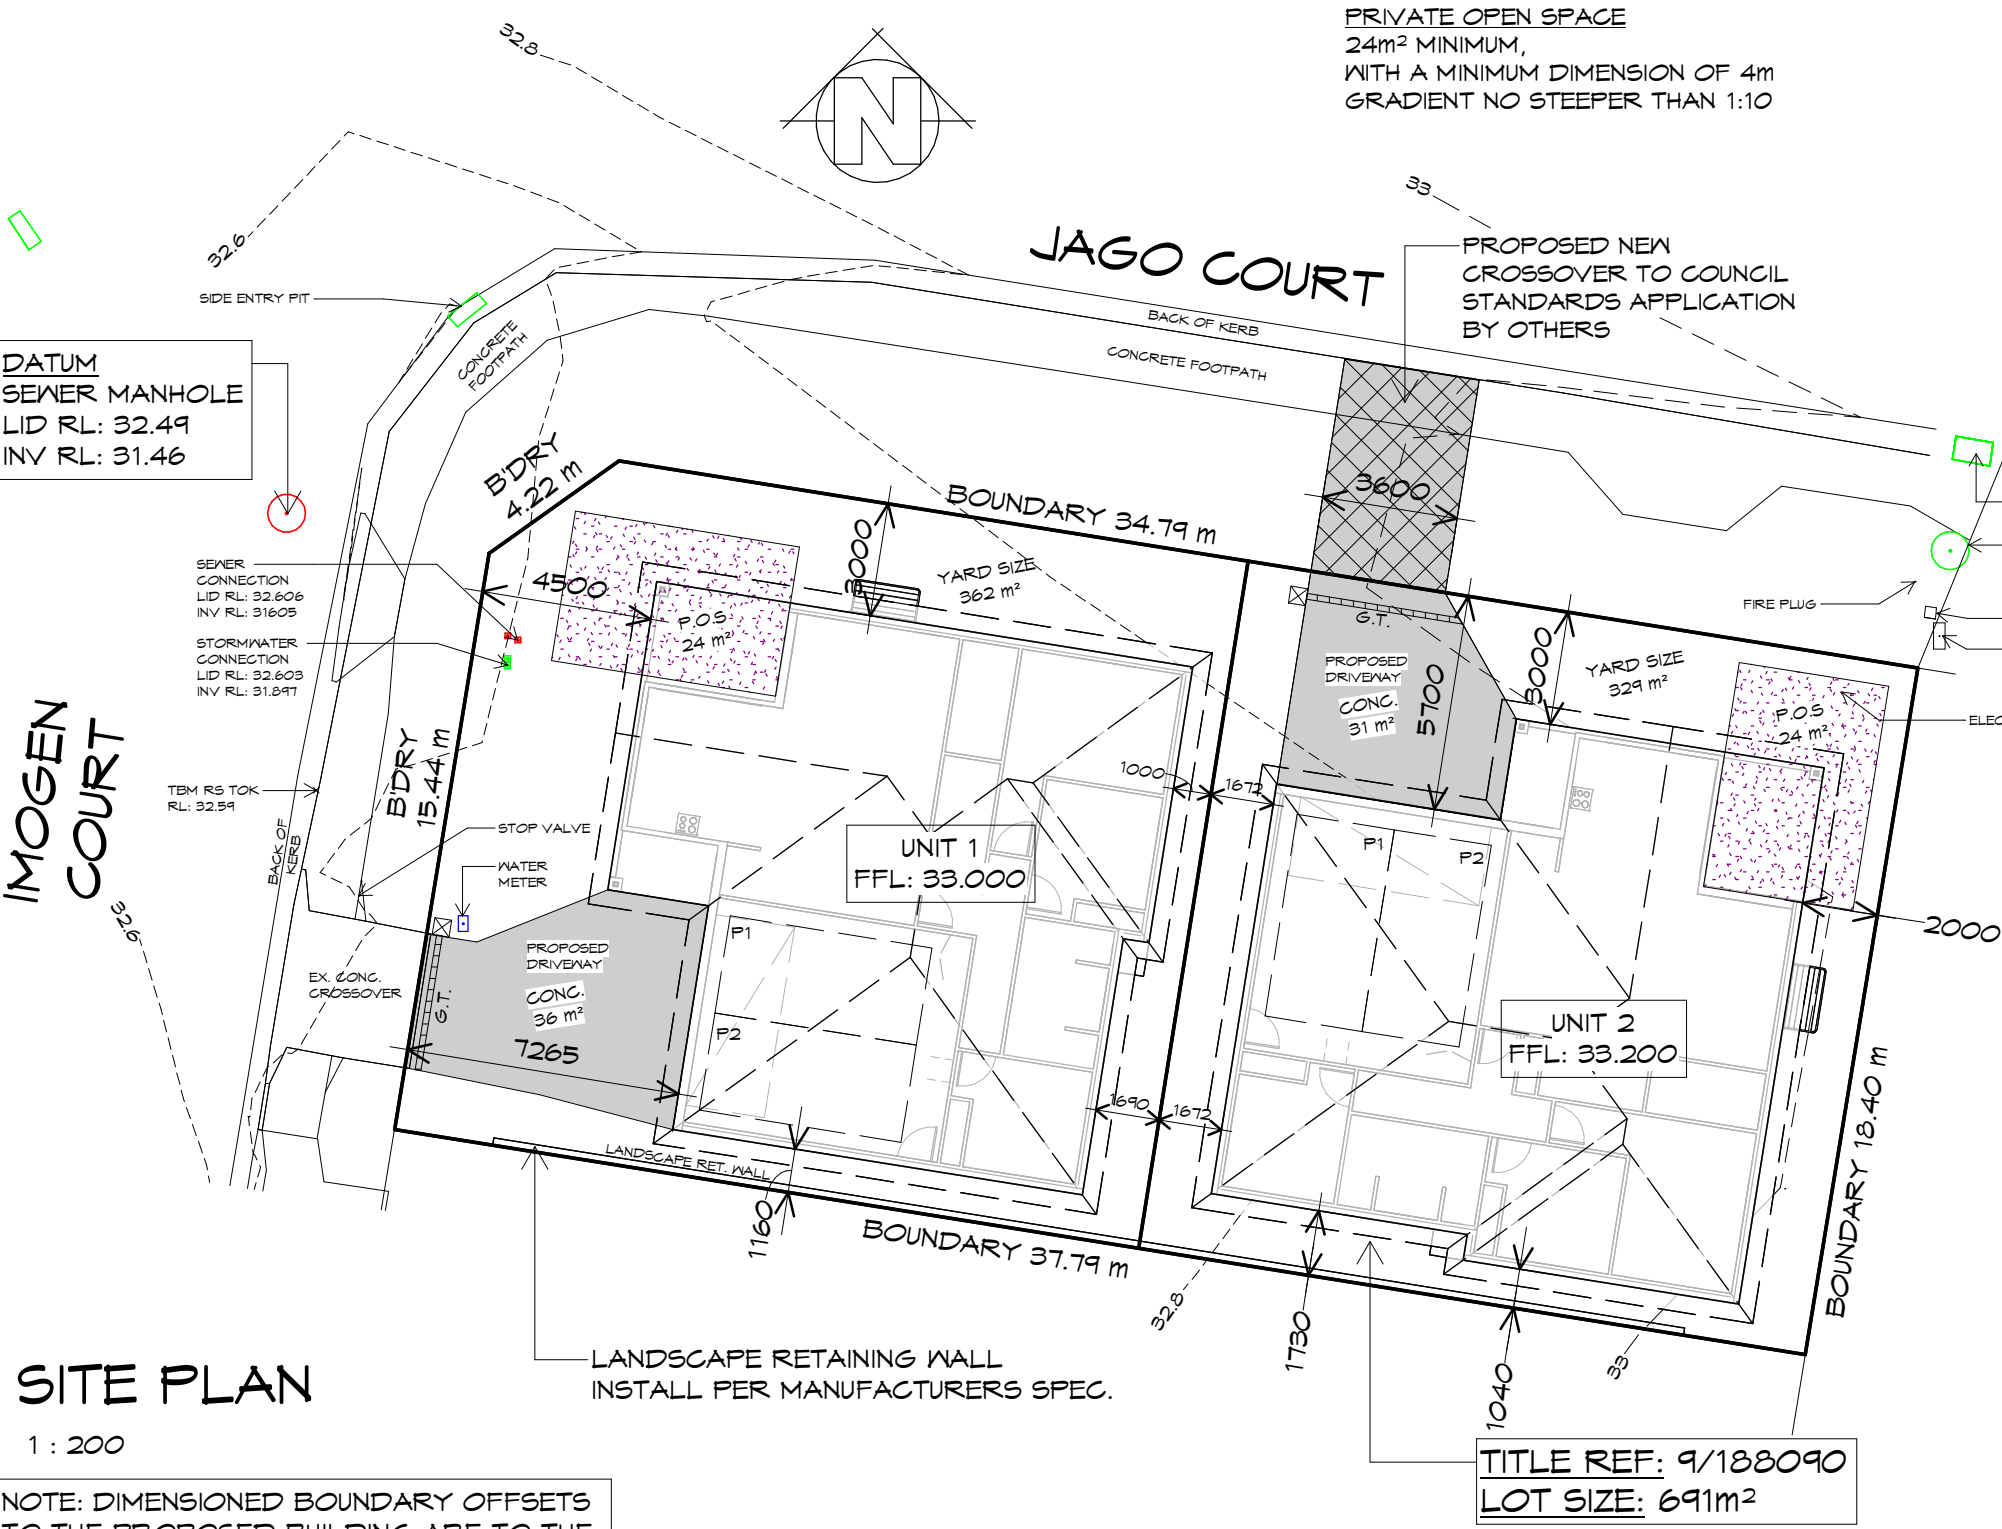 PRIVATE OPEN SPACE
24m² MINIMUM,
WITH A MINIMUM DIMENSION OF 4m
GRADIENT NO STEEPER THAN 1:10
32.8
N
33
32.6
JAGO COURT
PROPOSED NEW
CROSSOVER TO COUNCIL
STANDARDS APPLICATION
BY OTHERS
SIDE ENTRY PIT
BACK OF KERB
CONCRETE FOOTPATH
CONCRETE
FOOTPATH
DATUM
SEWER MANHOLE
LID RL: 32.49
INV RL: 31.46
B'DRY
4.22 m
BOUNDARY 34.79 m
3600
SEWER
CONNECTION
LID RL: 32.606
INV RL: 31605
STORMWATER
CONNECTION
LID RL: 32.603
INV RL: 31.897
4500
3000
YARD SIZE
362 m²
P.O.S
24 m²
G.T.
PROPOSED
DRIVEWAY
CONC.
31 m²
5700
3000
YARD SIZE
329 m²
P.O.S
24 m²
FIRE PLUG
ELEC
IMOGEN
COURT
B'DRY
15.44 m
TBM RS TOK
RL: 32.59
BACK OF
KERB
STOP VALVE
WATER
METER
1000
1672
UNIT 1
FFL: 33.000
P1
P2
2000
32.6
EX. CONC.
CROSSOVER
G.T.
PROPOSED
DRIVEWAY
CONC.
36 m²
7265
P1
P2
UNIT 2
FFL: 33.200
1690
1672
LANDSCAPE RET. WALL
1160
BOUNDARY 37.79 m
BOUNDARY 18.40 m
32.8
1730
1040
33
LANDSCAPE RETAINING WALL
INSTALL PER MANUFACTURERS SPEC.
SITE PLAN
1 : 200
TITLE REF: 9/188090
LOT SIZE: 691m²
NOTE: DIMENSIONED BOUNDARY OFFSETS
TO THE PROPOSED BUILDING ARE TO THE